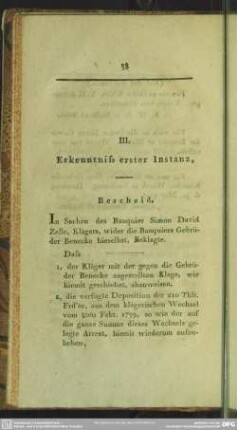 18
III.
Erkenntniſs erster Instanz,
Bescheid.
In Sachen des Banquier Simon David
Zelle, Klägers, wider die Banquiers Gebrü-
der Benecke hieselbst, Beklagte.
Daſs
1, der Kläger mit der gegen die Gebrü-
der Benecke angestellten Klage, wie
hiemit geschiehet, abzuweisen.
2, die verfügte Deposition der 210 Thlr.
Frd'or, aus dem klägerischen Wechsel
vom Febr. 1799, so wie der auf
die ganze Summe dieses Wechsels ge-
legte Arrest, hiemit wiederum aufzu-
heben,